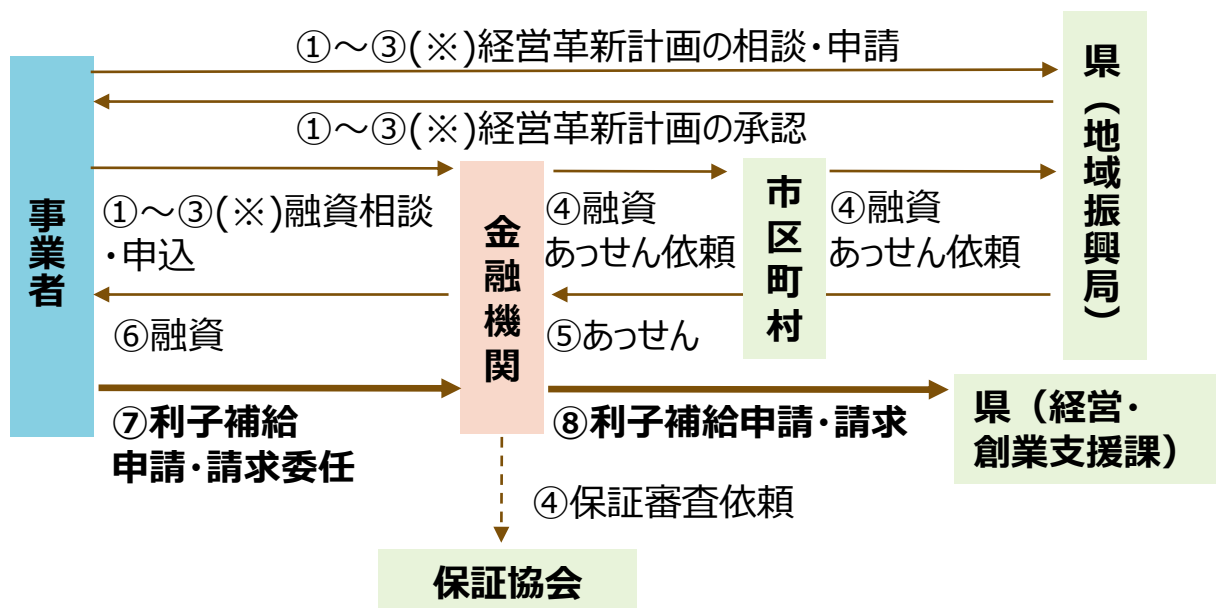 ①～③(※)経営革新計画の相談・申請
①～③(※)経営革新計画の承認
事業者
①～③(※)融資相談
・申込
金融機関
④融資
あっせん依頼
市区町村
④融資
あっせん依頼
県（地域振興局）
⑥融資
⑤あっせん
⑦利子補給
申請・請求委任
⑧利子補給申請・請求
県（経営・
創業支援課）
④保証審査依頼
保証協会